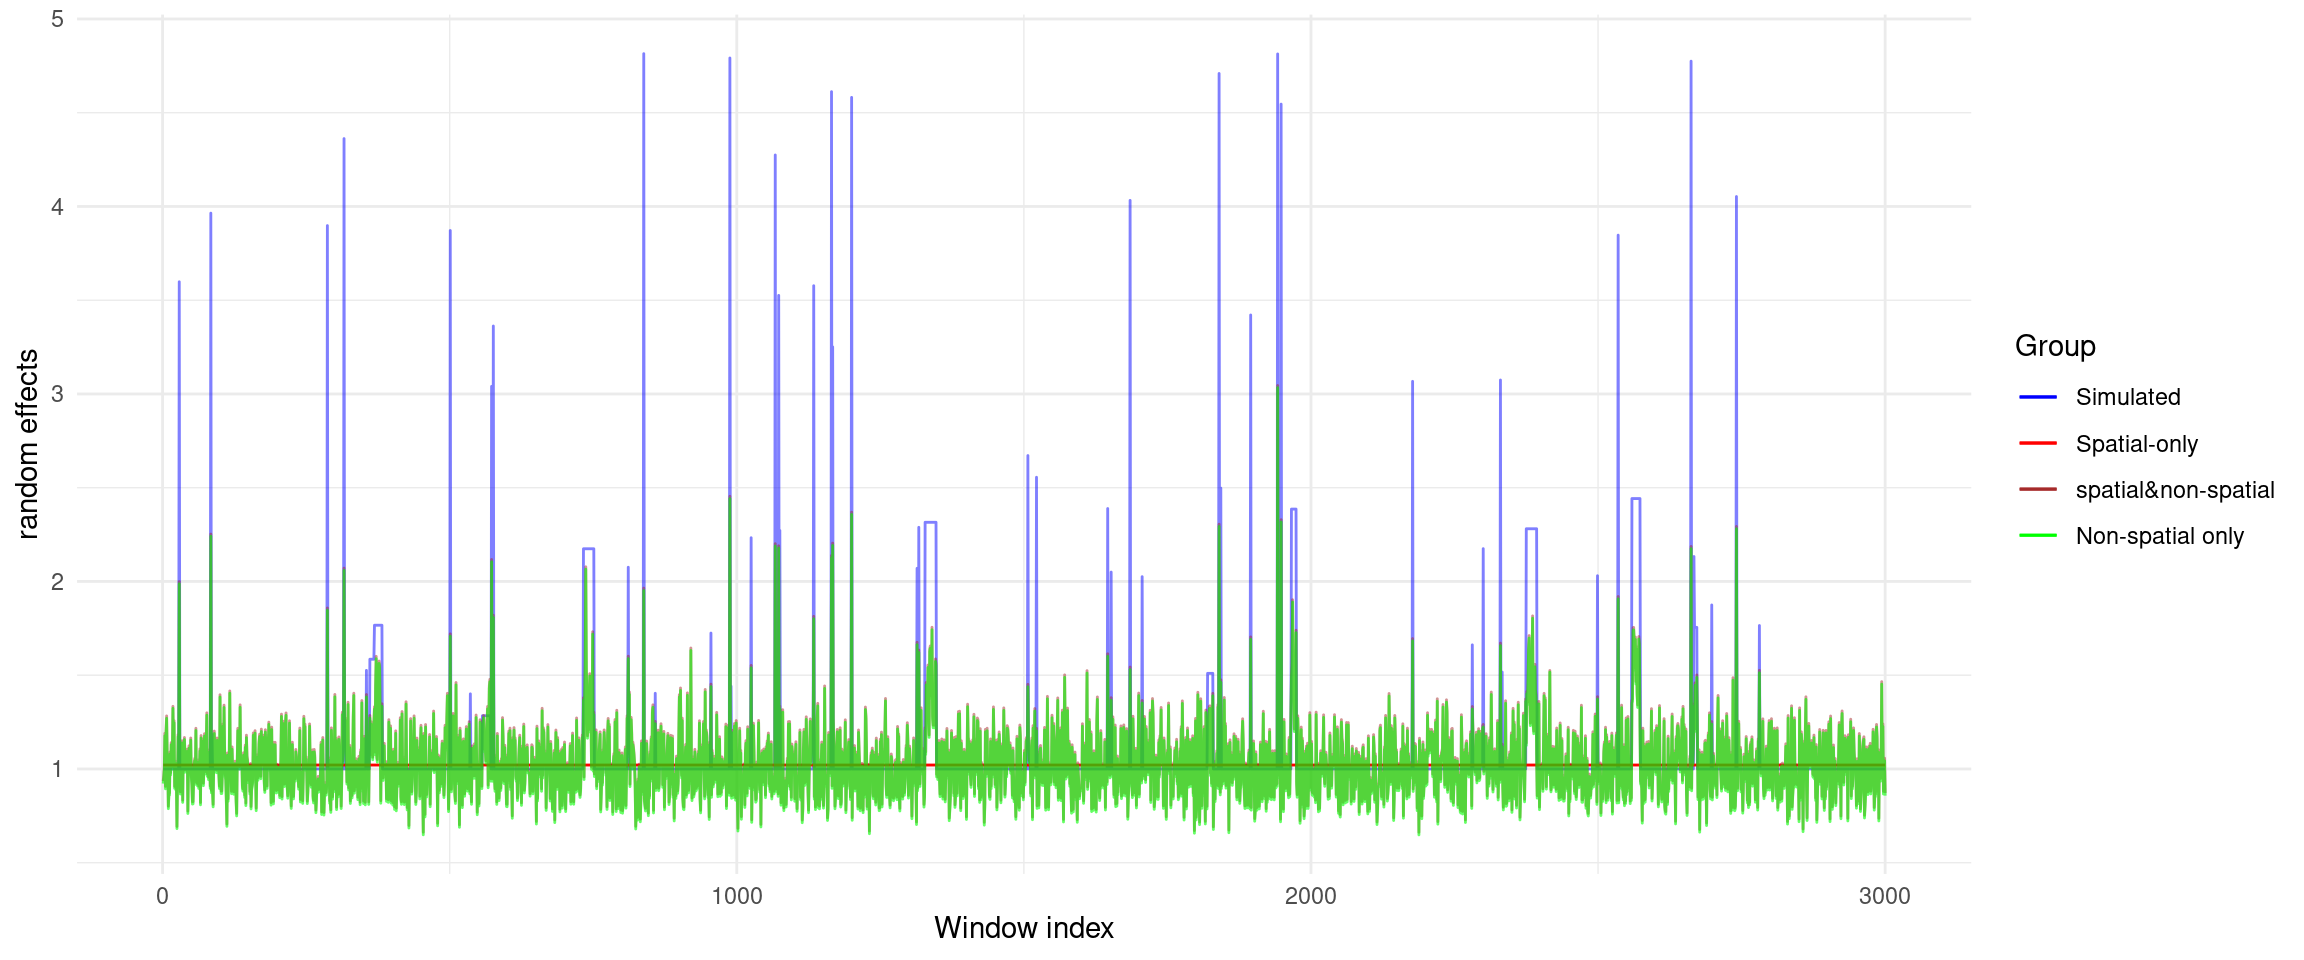 5
4
3
2
1
random effects
0
1000
2000
3000
Window index
Group
Simulated
Spatial-only
spatial&non-spatial
Non-spatial only